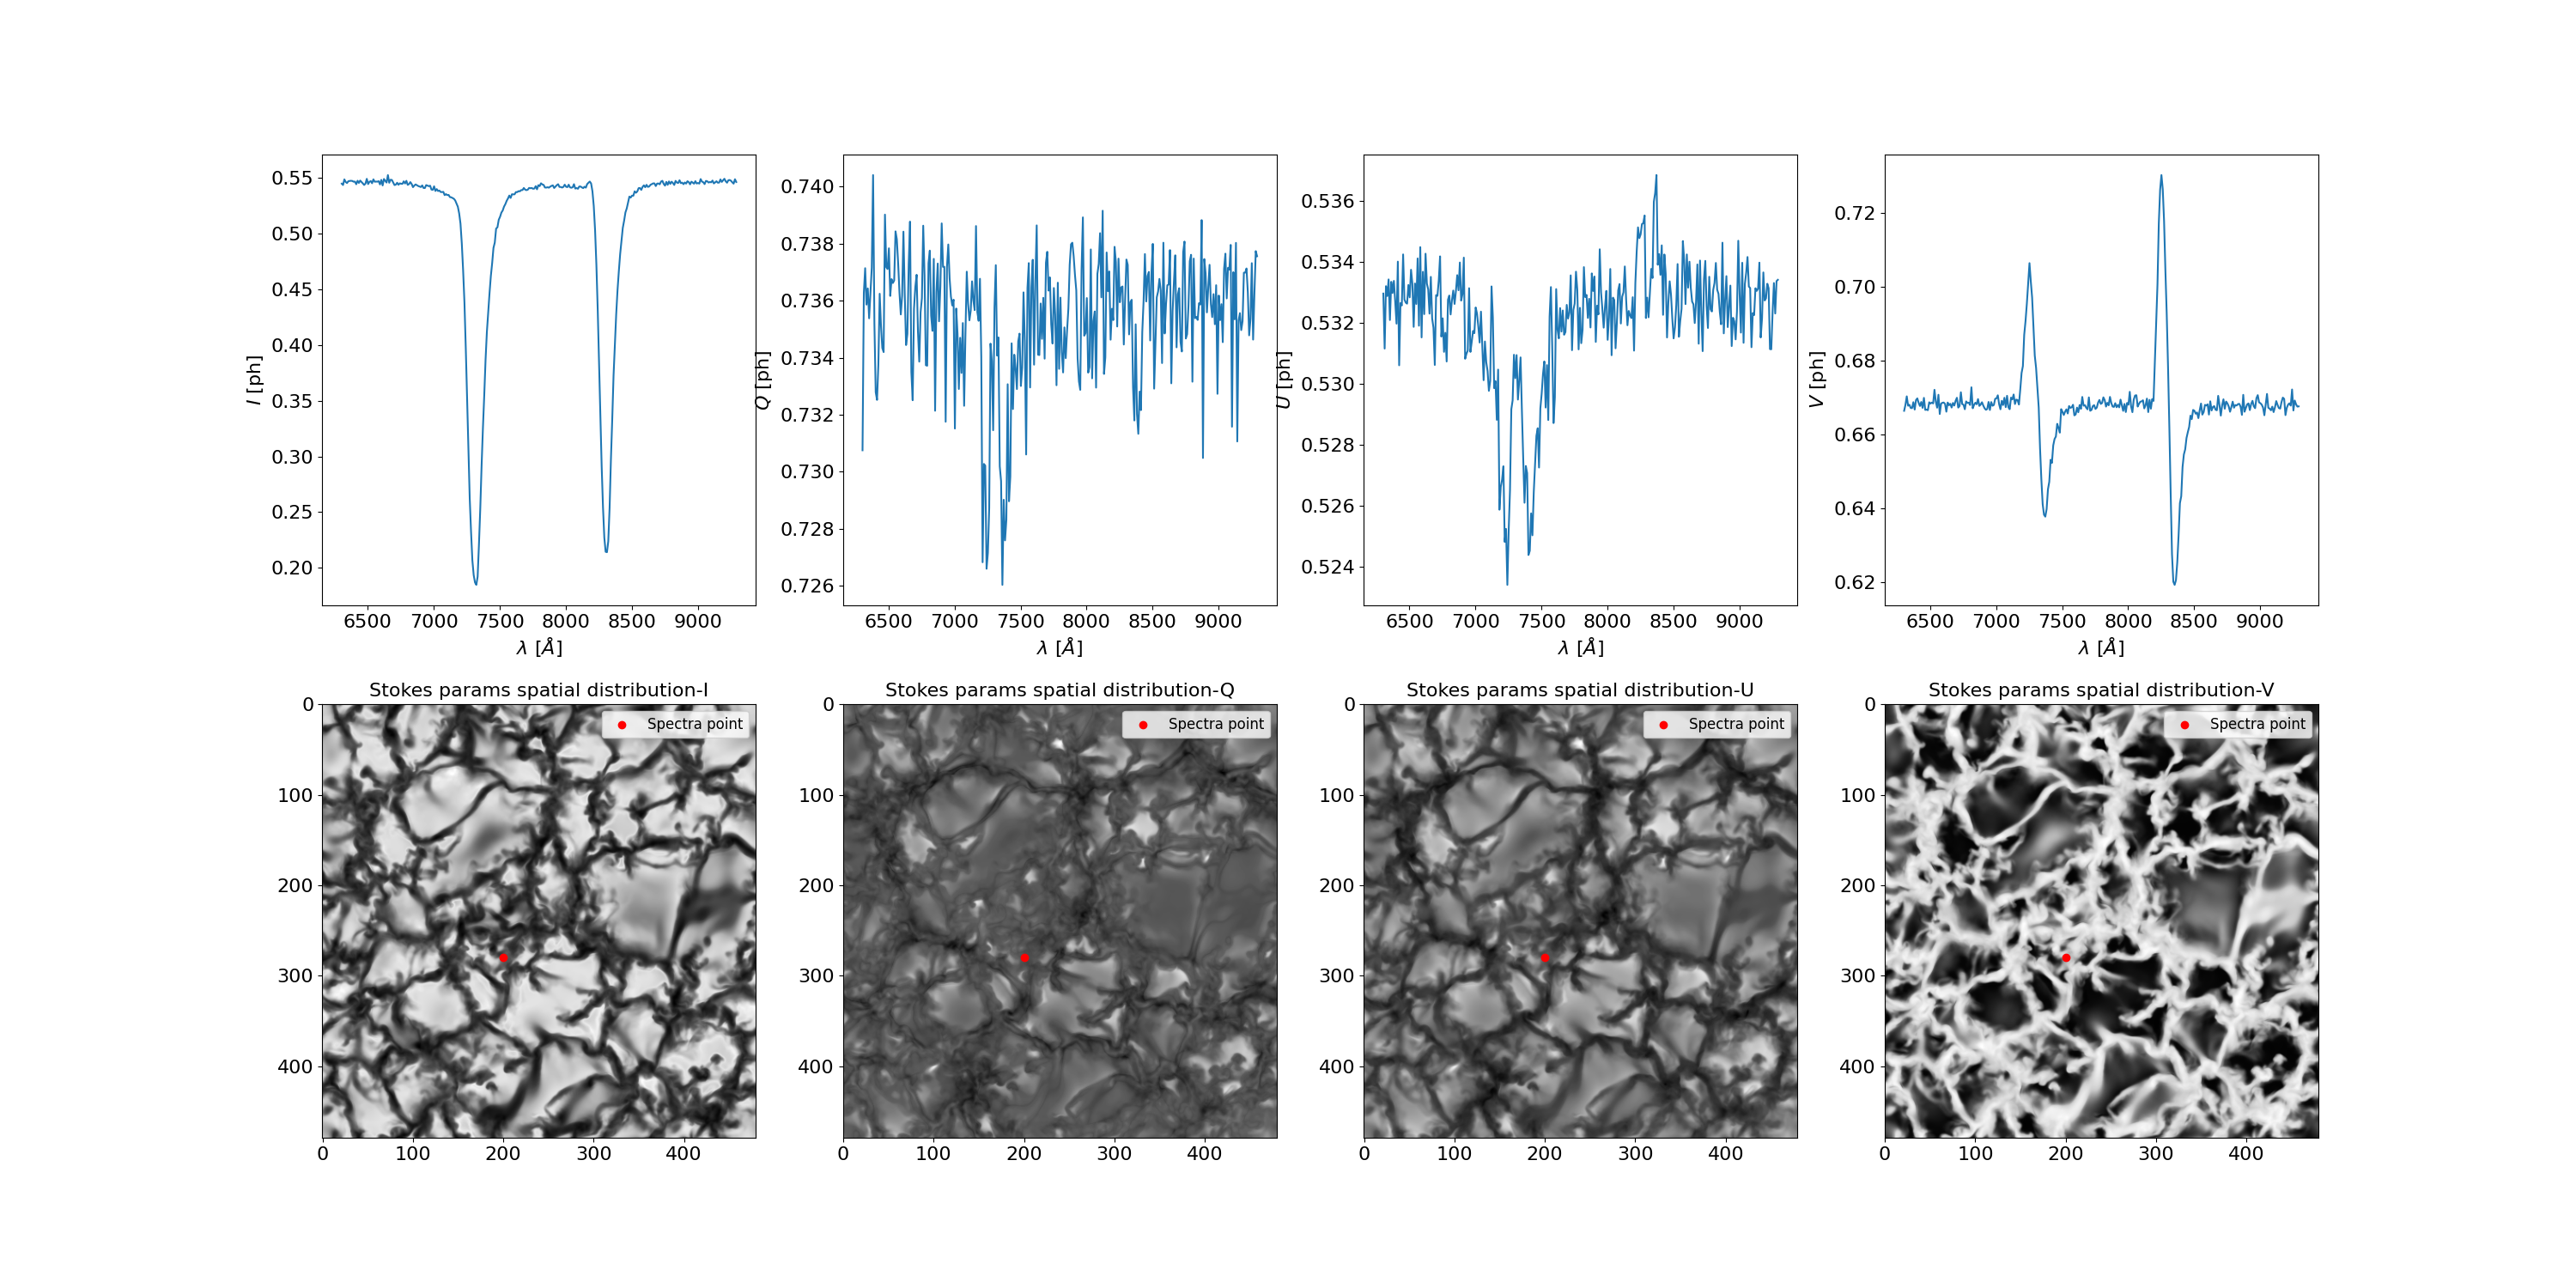 0.55
0.50
0.45
0.40
0.35
0.30
0.25
0.20
I [ph]
6500 7000 7500 8000 8500 9000
λ [Å]
0.740
0.738
0.736
0.734
0.732
0.730
0.728
0.726
Q [ph]
6500 7000 7500 8000 8500 9000
λ [Å]
0.536
0.534
0.532
0.530
0.528
0.526
0.524
U [ph]
6500 7000 7500 8000 8500 9000
λ [Å]
0.72
0.70
0.68
0.66
0.64
0.62
V [ph]
6500 7000 7500 8000 8500 9000
λ [Å]
Stokes params spatial distribution-I
Spectra point
0
100
200
300
400
0 100 200 300 400
Stokes params spatial distribution-Q
Spectra point
0
100
200
300
400
0 100 200 300 400
Stokes params spatial distribution-U
Spectra point
0
100
200
300
400
0 100 200 300 400
Stokes params spatial distribution-V
Spectra point
0
100
200
300
400
0 100 200 300 400